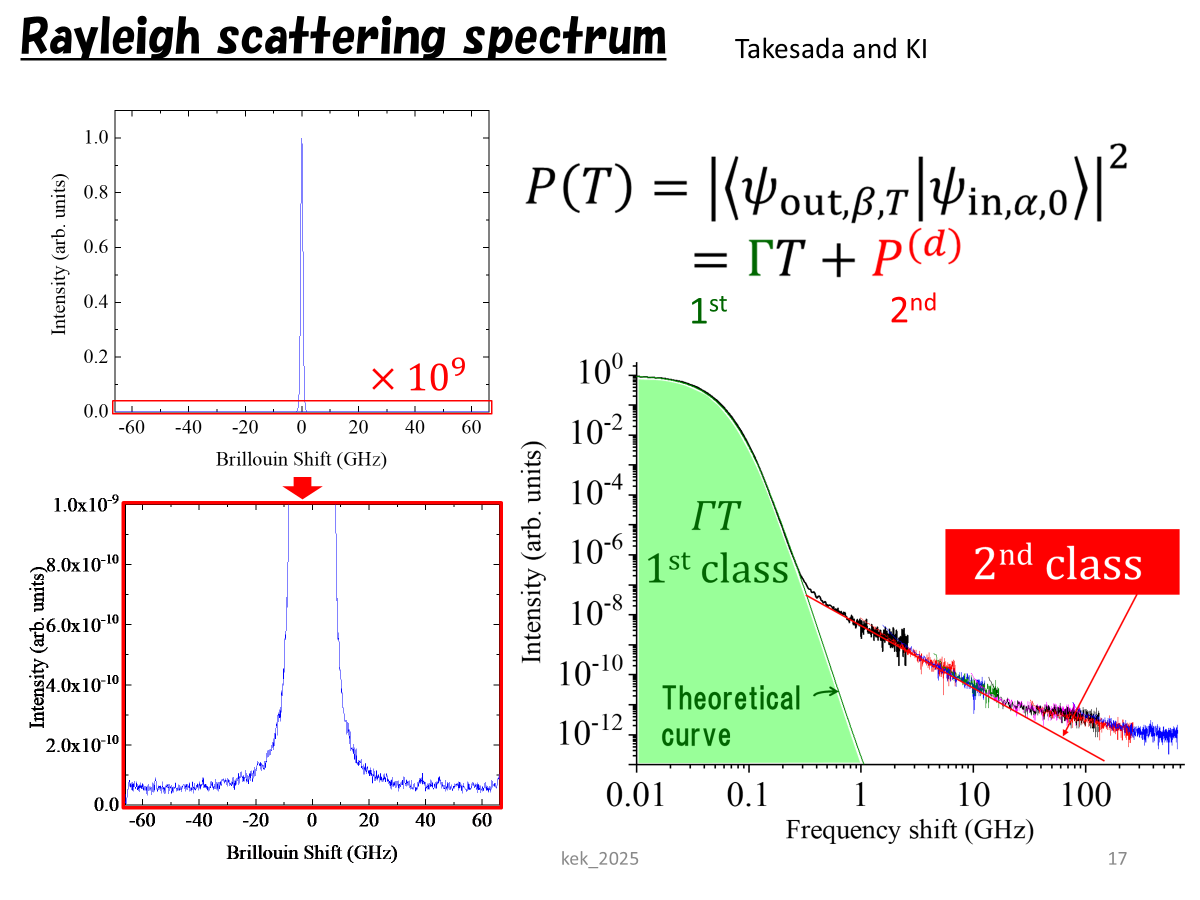 Rayleigh scattering spectrum
Takesada and KI
1.0
0.8
0.6
0.4
0.2
0.0
Intensity (arb. units)
× 10⁹
-60 -40 -20 0 20 40 60
Brillouin Shift (GHz)
1.0x10⁻⁹
8.0x10⁻¹⁰
6.0x10⁻¹⁰
4.0x10⁻¹⁰
2.0x10⁻¹⁰
0.0
Intensity (arb. units)
-60 -40 -20 0 20 40 60
Brillouin Shift (GHz)
P(T) = |⟨ψ_out,β,T|ψ_in,α,0⟩|²
= ΓT + P⁽ᵈ⁾
1st 2nd
10⁰
10⁻²
10⁻⁴
10⁻⁶
10⁻⁸
10⁻¹⁰
10⁻¹²
Intensity (arb. units)
ΓT
1st class
2nd class
Theoretical
curve
0.01 0.1 1 10 100
Frequency shift (GHz)
kek_2025
17